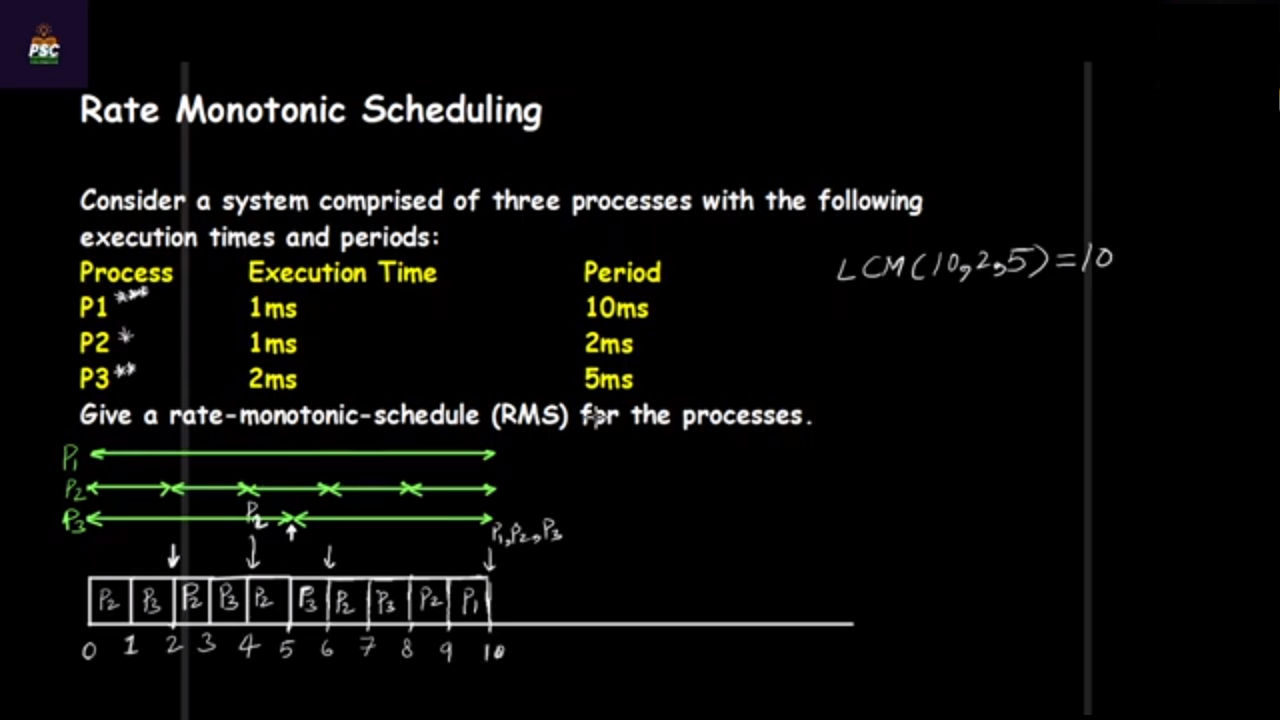 PSC
Rate Monotonic Scheduling
Consider a system comprised of three processes with the following
execution times and periods:
LCM(10,2,5)=10
Process Execution Time Period
P1 *** 1ms 10ms
P2 * 1ms 2ms
P3 ** 2ms 5ms
Give a rate-monotonic-schedule (RMS) for the processes.
P1
P2
P3
P2
P1,P2,P3
P2 P3 P2 P3 P2 P3 P2 P3 P2 P1
0 1 2 3 4 5 6 7 8 9 10